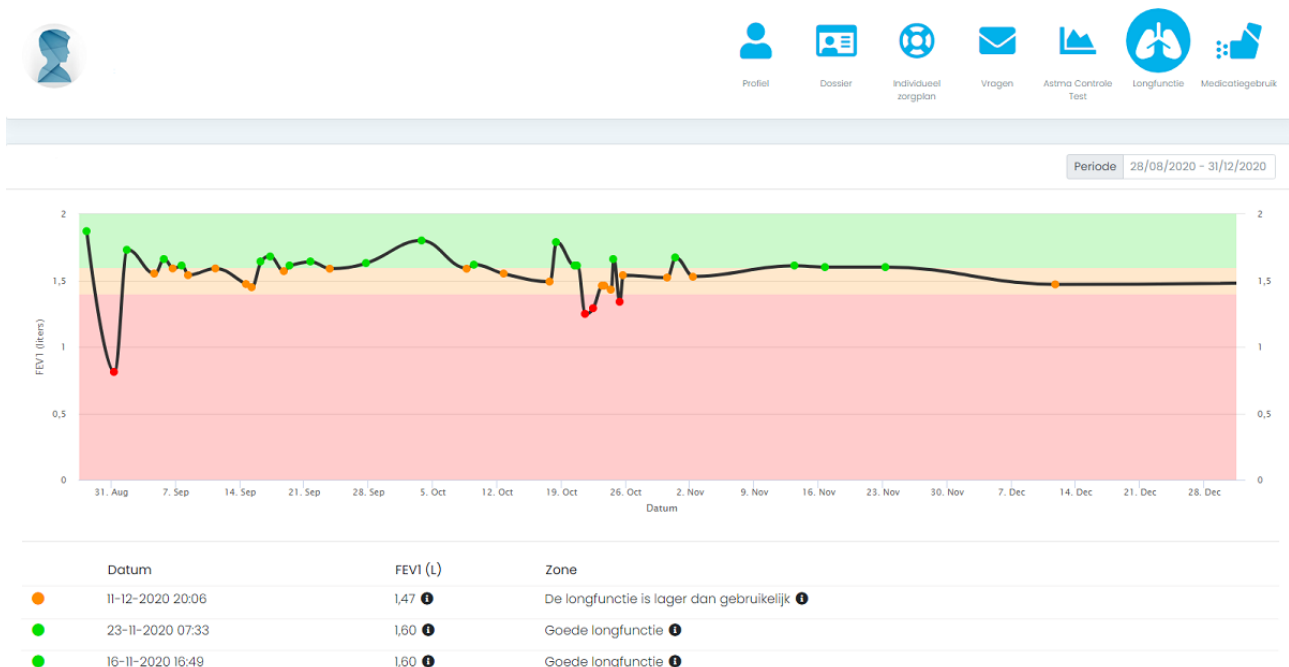 Profiel
Dossier
Individueel zorgplan
Vragen
Astma Controle Test
Longfunctie
Medicatiegebruik
Periode 28/08/2020 - 31/12/2020
2 2
1,5 1,5
1 1
0,5 0,5
0 0
FEV1 (liters)
31. Aug 7. Sep 14. Sep 21. Sep 28. Sep 5. Oct 12. Oct 19. Oct 26. Oct 2. Nov 9. Nov 16. Nov 23. Nov 30. Nov 7. Dec 14. Dec 21. Dec 28. Dec
Datum
Datum FEV1 (L) Zone
11-12-2020 20:06 1,47 De longfunctie is lager dan gebruikelijk
23-11-2020 07:33 1,60 Goede longfunctie
16-11-2020 16:49 1,60 Goede longfunctie